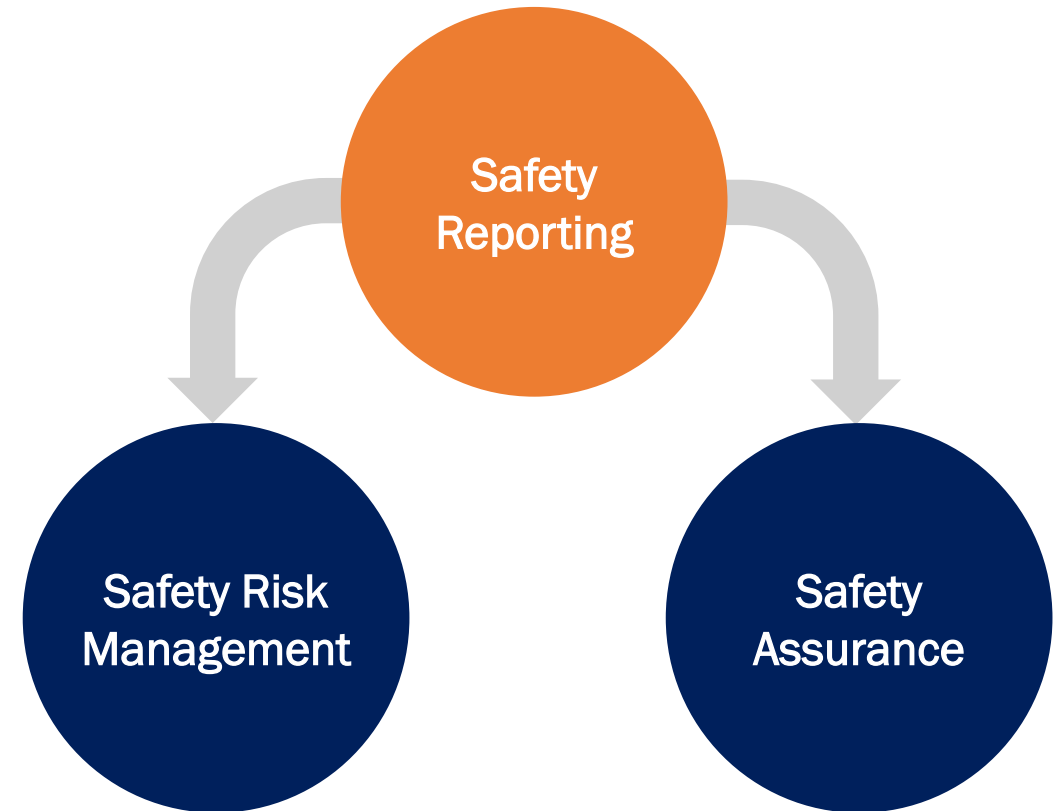 Safety
Reporting
Safety Risk
Management
Safety
Assurance